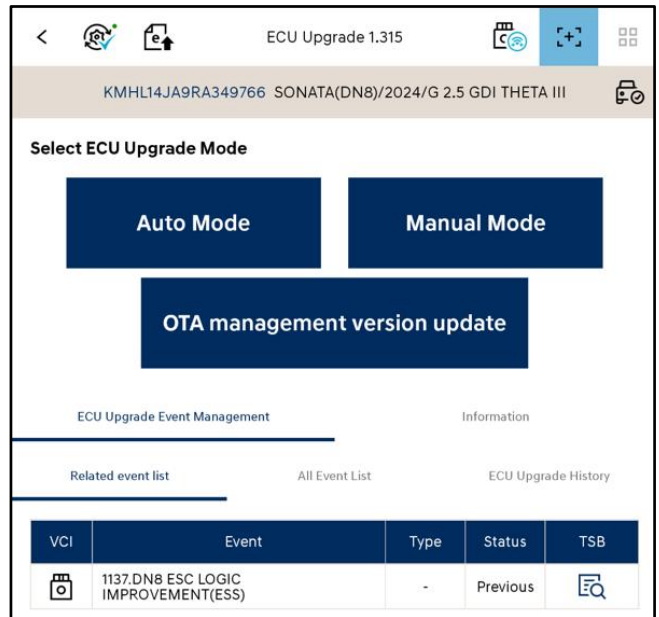 ECU Upgrade 1.315
KMHL14JA9RA349766 SONATA(DN8)/2024/G 2.5 GDI THETA III
Select ECU Upgrade Mode
Auto Mode
Manual Mode
OTA management version update
ECU Upgrade Event Management
Information
Related event list
All Event List
ECU Upgrade History
VCI
Event
Type
Status
TSB
1137.DN8 ESC LOGIC
IMPROVEMENT(ESS)
-
Previous